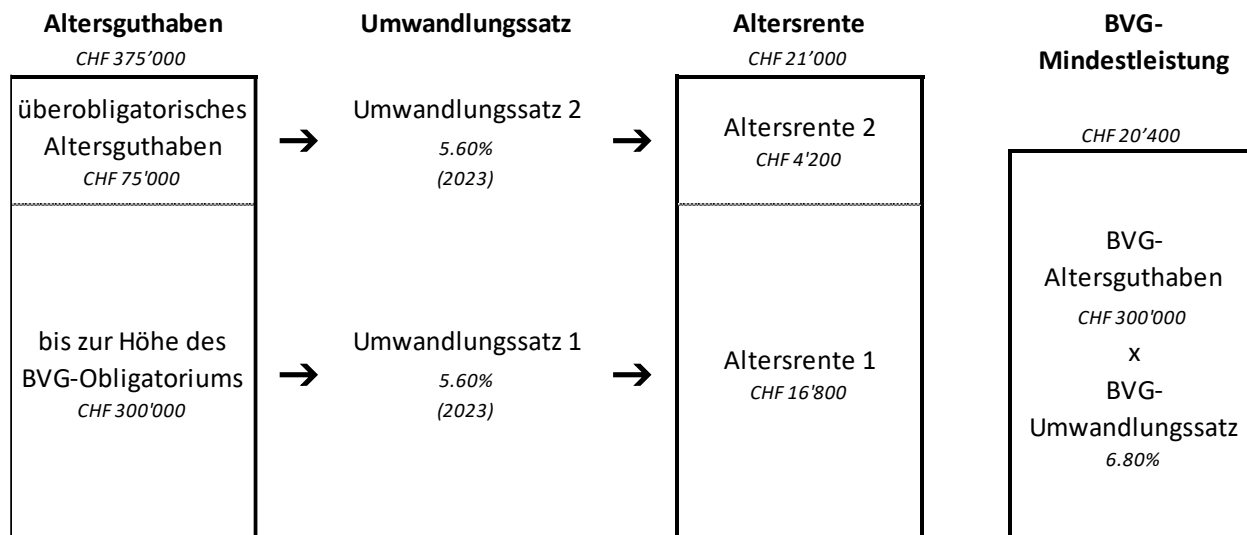 Altersguthaben
CHF 375’000
überobligatorisches
Altersguthaben
CHF 75'000
bis zur Höhe des
BVG-Obligatoriums
CHF 300'000
Umwandlungssatz
Umwandlungssatz 2
5.60%
(2023)
Umwandlungssatz 1
5.60%
(2023)
Altersrente
CHF 21’000
Altersrente 2
CHF 4'200
Altersrente 1
CHF 16'800
BVG-
Mindestleistung
CHF 20’400
BVG-
Altersguthaben
CHF 300'000
x
BVG-
Umwandlungssatz
6.80%